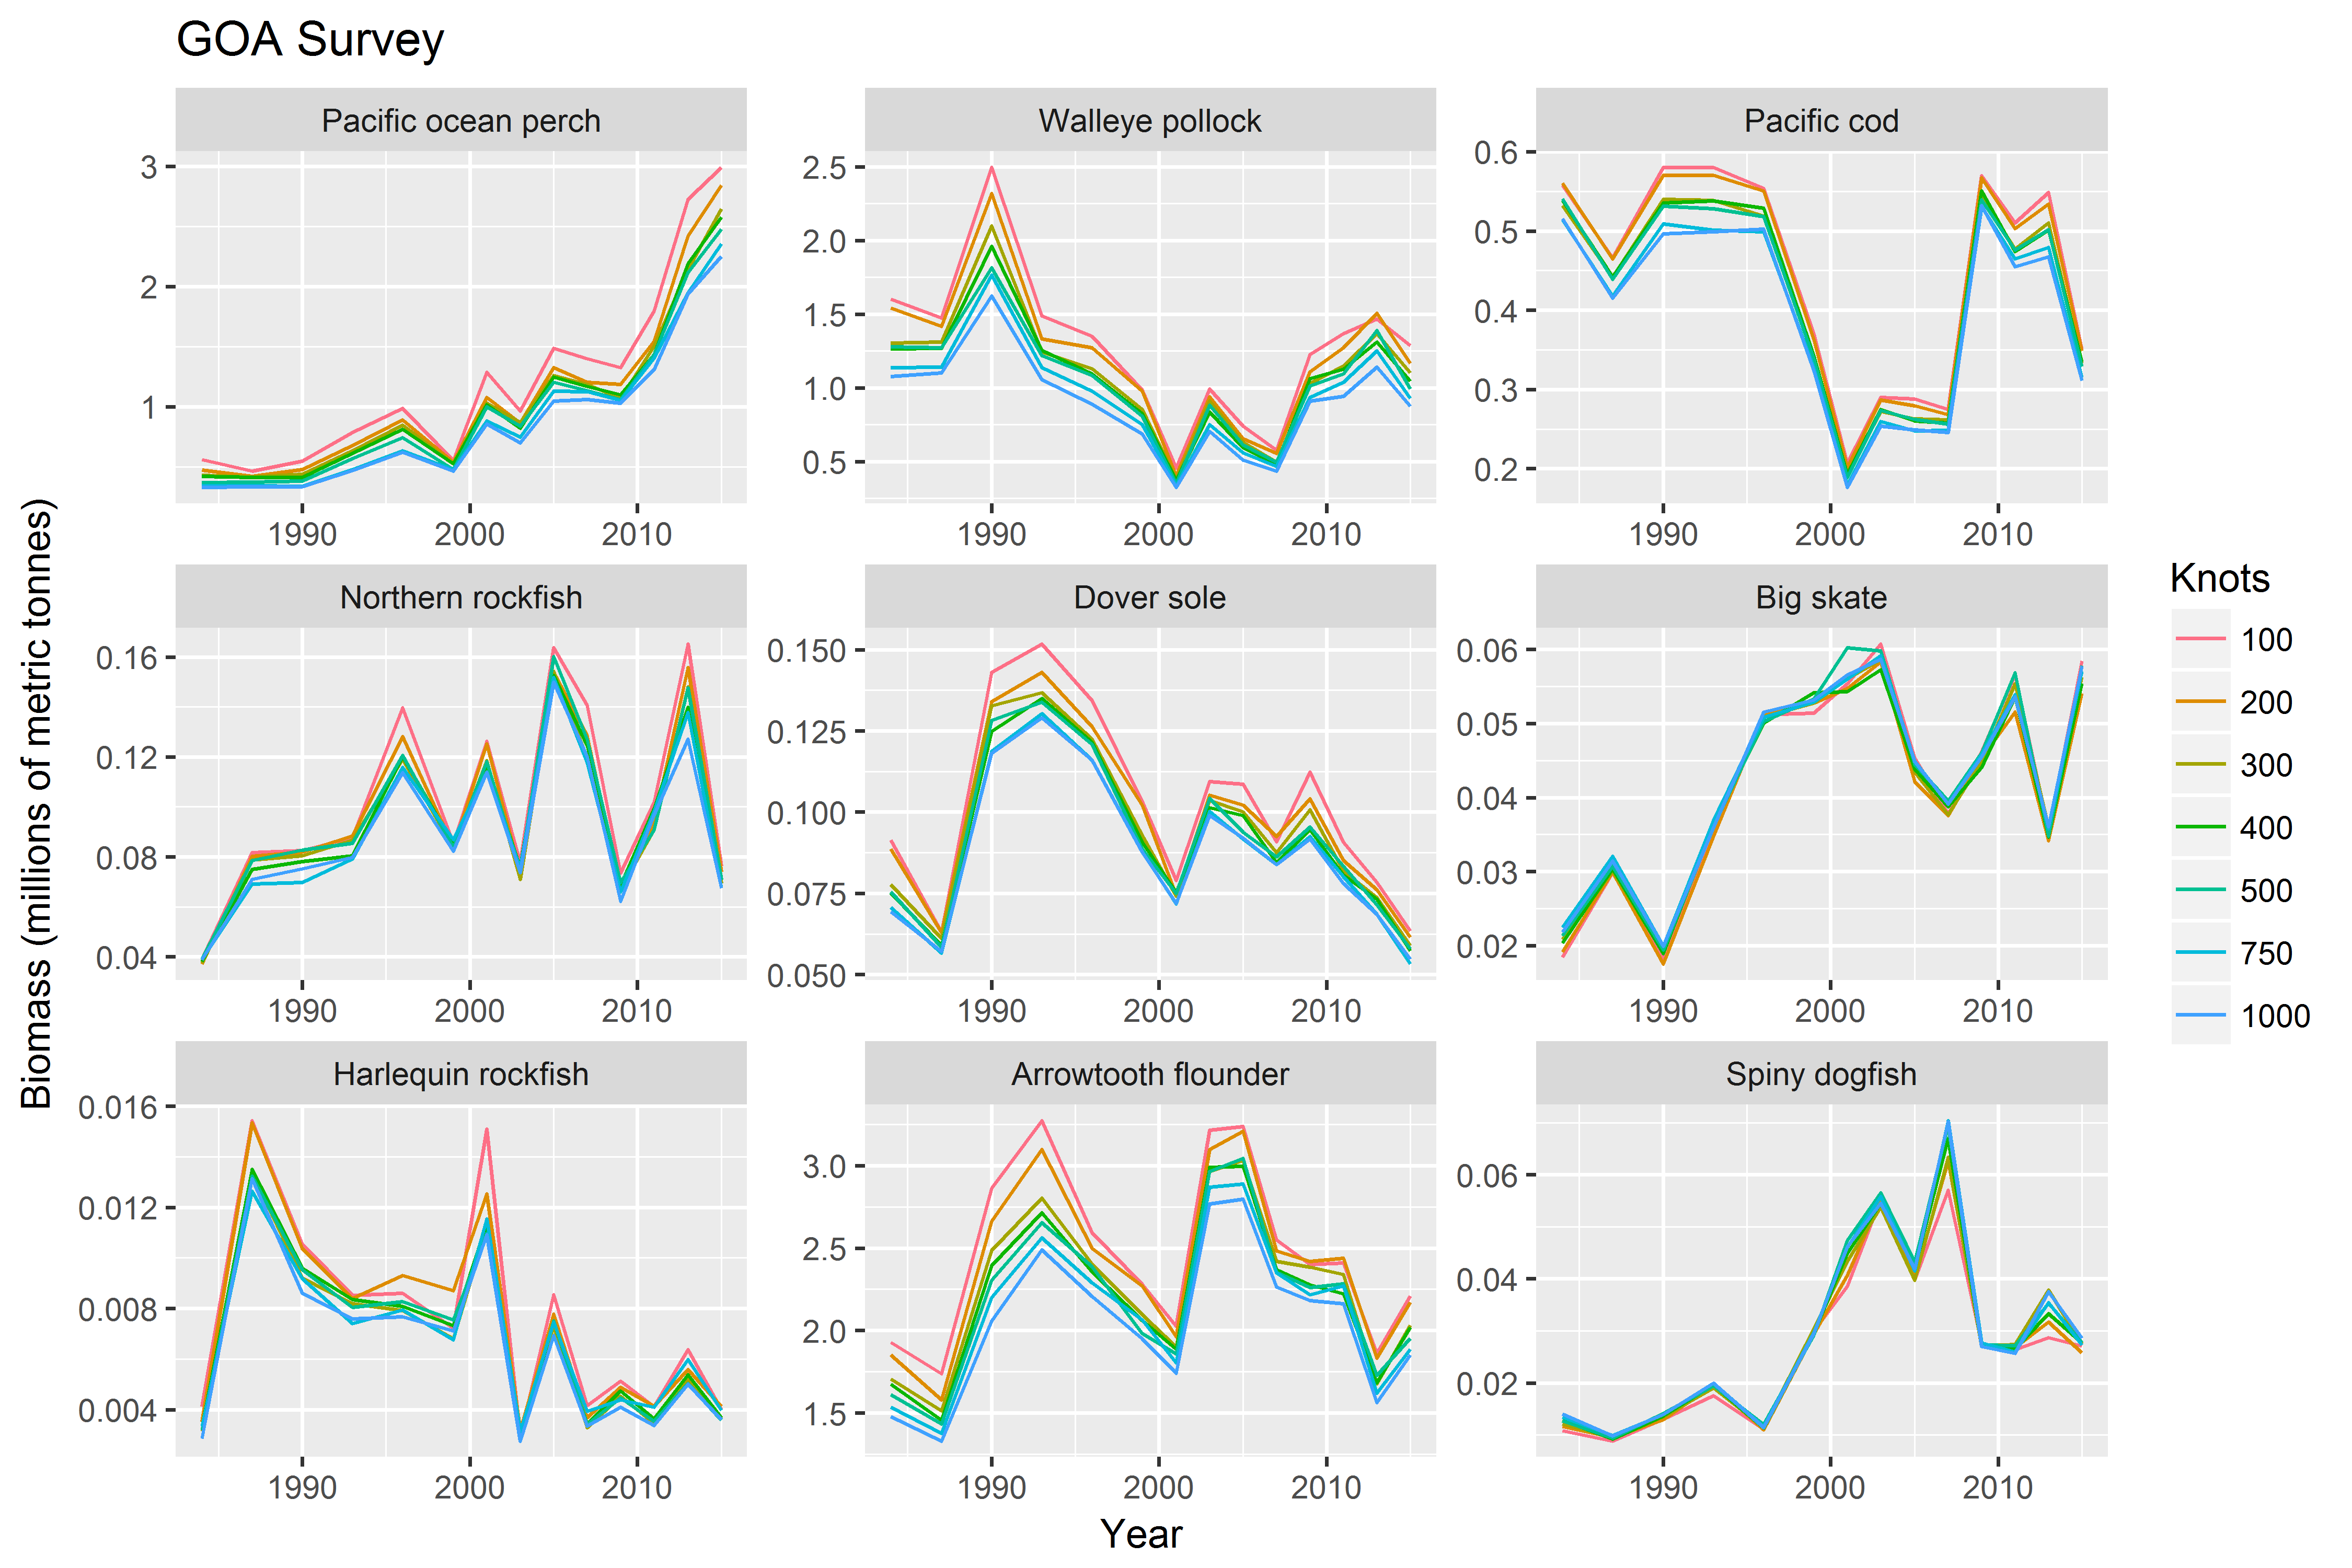 GOA Survey
Pacific ocean perch
Walleye pollock
Pacific cod
3
2
1
2.5
2.0
1.5
1.0
0.5
0.6
0.5
0.4
0.3
0.2
1990 2000 2010
1990 2000 2010
1990 2000 2010
Northern rockfish
Dover sole
Big skate
0.16
0.12
0.08
0.04
0.150
0.125
0.100
0.075
0.050
0.06
0.05
0.04
0.03
0.02
1990 2000 2010
1990 2000 2010
1990 2000 2010
Harlequin rockfish
Arrowtooth flounder
Spiny dogfish
0.016
0.012
0.008
0.004
3.0
2.5
2.0
1.5
0.06
0.04
0.02
1990 2000 2010
1990 2000 2010
1990 2000 2010
Biomass (millions of metric tonnes)
Year
Knots
100
200
300
400
500
750
1000